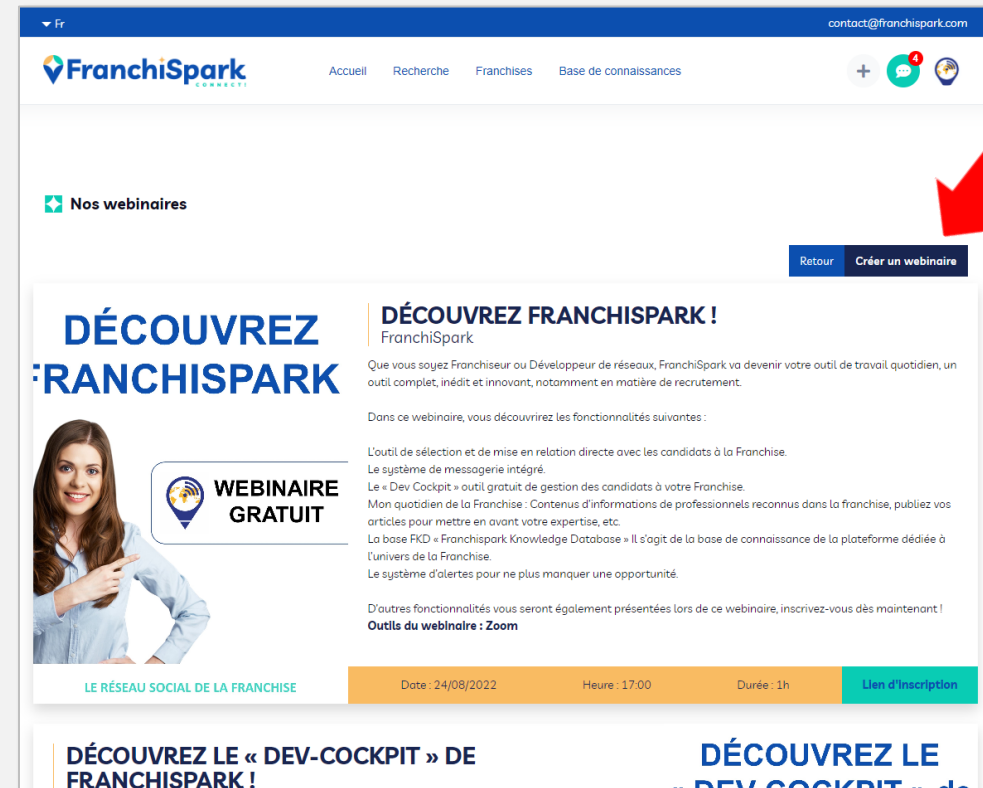 Fr
contact@franchispark.com
FranchiSpark
CONNECT!
Accueil Recherche Franchises Base de connaissances
4
Nos webinaires
Retour Créer un webinaire
DÉCOUVREZ
FRANCHISPARK
WEBINAIRE
GRATUIT
LE RÉSEAU SOCIAL DE LA FRANCHISE
DÉCOUVREZ FRANCHISPARK !
FranchiSpark
Que vous soyez Franchiseur ou Développeur de réseaux, FranchiSpark va devenir votre outil de travail quotidien, un
outil complet, inédit et innovant, notamment en matière de recrutement.
Dans ce webinaire, vous découvrirez les fonctionnalités suivantes :
L'outil de sélection et de mise en relation directe avec les candidats à la Franchise.
Le système de messagerie intégré.
Le « Dev Cockpit » outil gratuit de gestion des candidats à votre Franchise.
Mon quotidien de la Franchise : Contenus d'informations de professionnels reconnus dans la franchise, publiez vos
articles pour mettre en avant votre expertise, etc.
La base FKD « Franchispark Knowledge Database » Il s'agit de la base de connaissance de la plateforme dédiée à
l'univers de la Franchise.
Le système d'alertes pour ne plus manquer une opportunité.
D'autres fonctionnalités vous seront également présentées lors de ce webinaire, inscrivez-vous dès maintenant !
Outils du webinaire : Zoom
Date : 24/08/2022 Heure : 17:00 Durée : 1h Lien d'inscription
DÉCOUVREZ LE « DEV-COCKPIT » DE
FRANCHISPARK !
DÉCOUVREZ LE
« DEV-COCKPIT » de